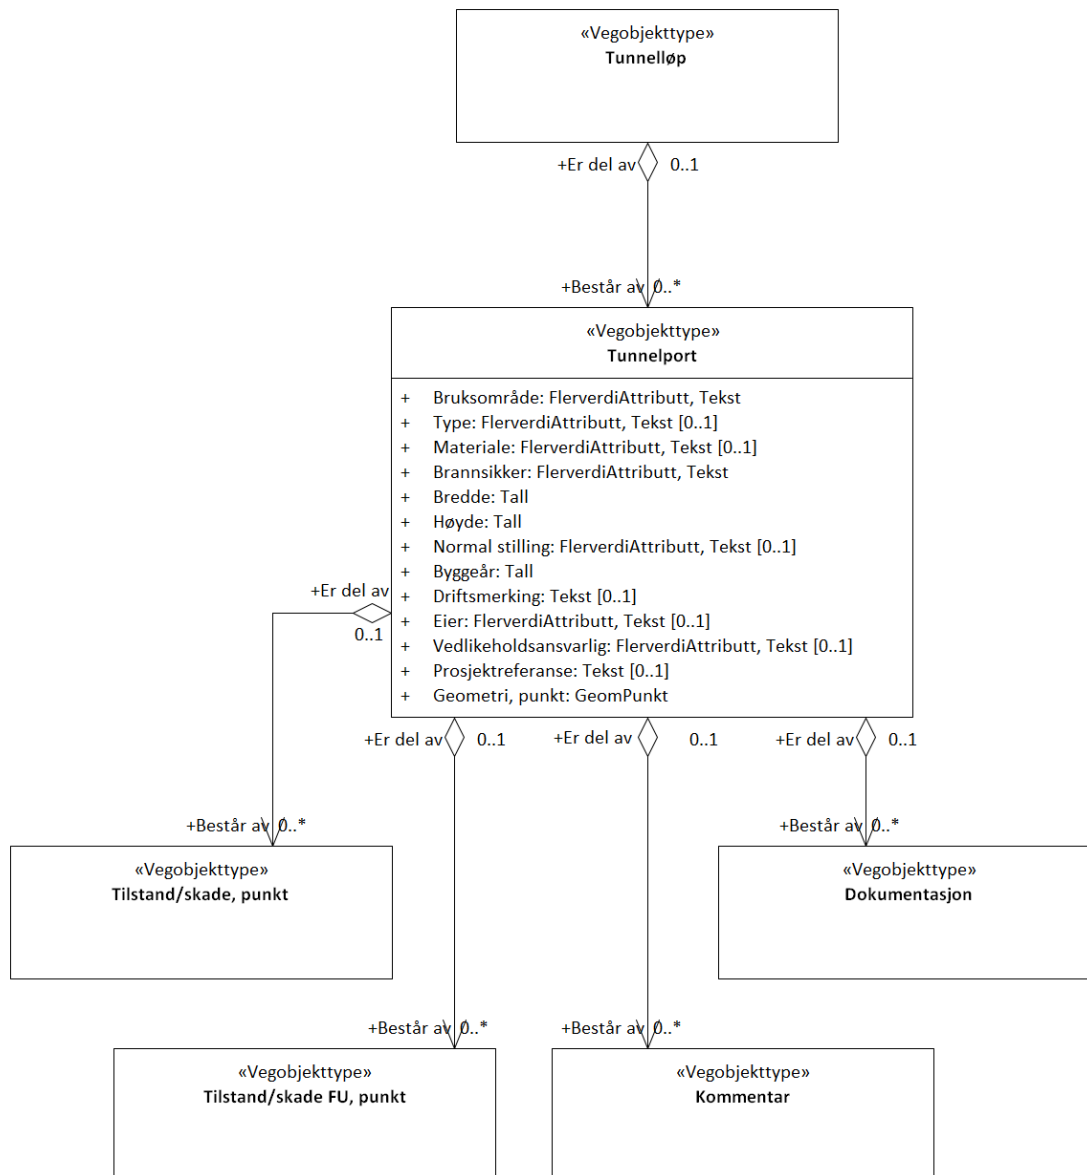 «Vegobjekttype»
Tunnelløp
+Er del av 0..1
+Består av 0..*
«Vegobjekttype»
Tunnelport
+ Bruksområde: FlerverdiAttributt, Tekst
+ Type: FlerverdiAttributt, Tekst [0..1]
+ Materiale: FlerverdiAttributt, Tekst [0..1]
+ Brannsikker: FlerverdiAttributt, Tekst
+ Bredde: Tall
+ Høyde: Tall
+ Normal stilling: FlerverdiAttributt, Tekst [0..1]
+ Byggeår: Tall
+ Driftsmerking: Tekst [0..1]
+ Eier: FlerverdiAttributt, Tekst [0..1]
+ Vedlikeholdsansvarlig: FlerverdiAttributt, Tekst [0..1]
+ Prosjektreferanse: Tekst [0..1]
+ Geometri, punkt: GeomPunkt
+Er del av
0..1
+Er del av 0..1
+Er del av 0..1
+Er del av 0..1
+Består av 0..*
«Vegobjekttype»
Tilstand/skade, punkt
+Består av 0..*
«Vegobjekttype»
Dokumentasjon
+Består av 0..*
«Vegobjekttype»
Tilstand/skade FU, punkt
+Består av 0..*
«Vegobjekttype»
Kommentar